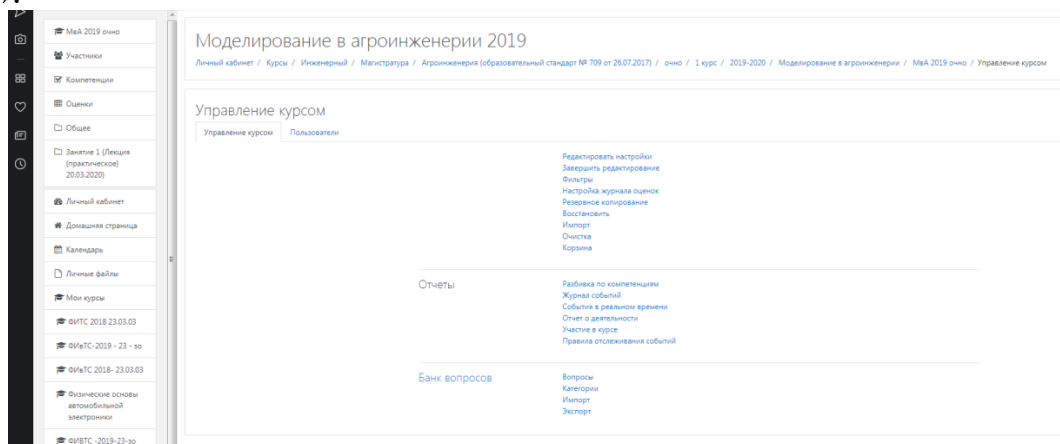 МвА 2019 очно
Участники
Компетенции
Оценки
Общее
Занятие 1 (Лекция
(практическое)
20.03.2020)
Личный кабинет
Домашняя страница
Календарь
Личные файлы
Мои курсы
ФИТС 2018 23.03.03
ФИвТС-2019 - 23 - зо
ФИвТС 2018- 23.03.03
Физические основы
автомобильной
электроники
ФИВТС -2019-23-зо
Моделирование в агроинженерии 2019
Личный кабинет / Курсы / Инженерный / Магистратура / Агроинженерия (образовательный стандарт № 709 от 26.07.2017) / очно / 1 курс / 2019-2020 / Моделирование в агроинженерии / МвА 2019 очно / Управление курсом
Управление курсом
Управление курсом Пользователи
Редактировать настройки
Завершить редактирование
Фильтры
Настройка журнала оценок
Резервное копирование
Восстановить
Импорт
Очистка
Корзина
Отчеты
Разбивка по компетенциям
Журнал событий
События в реальном времени
Отчет о деятельности
Участие в курсе
Правила отслеживания событий
Банк вопросов
Вопросы
Категории
Импорт
Экспорт